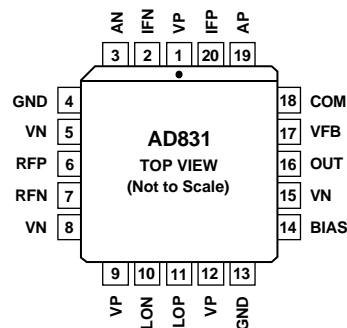 AN IFN VP IFP AP
3 2 1 20 19
GND 4 18 COM
VN 5 17 VFB
RFP 6 16 OUT
RFN 7 15 VN
VN 8 14 BIAS
AD831
TOP VIEW
(Not to Scale)
9 10 11 12 13
VP LON LOP VP GND